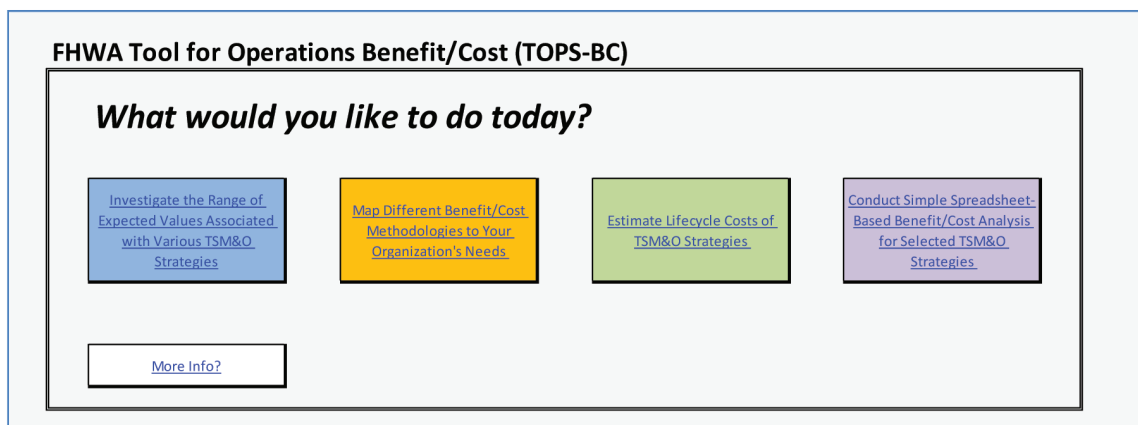 FHWA Tool for Operations Benefit/Cost (TOPS-BC)
What would you like to do today?
Investigate the Range of
Expected Values Associated
with Various TSM&O
Strategies
Map Different Benefit/Cost
Methodologies to Your
Organization's Needs
Estimate Lifecycle Costs of
TSM&O Strategies
Conduct Simple Spreadsheet-
Based Benefit/Cost Analysis
for Selected TSM&O
Strategies
More Info?